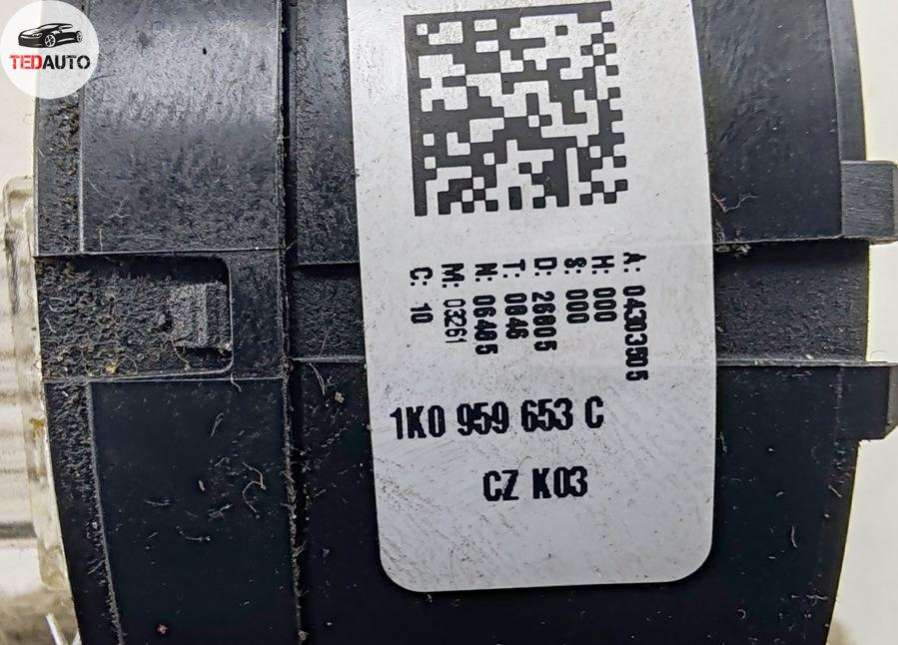 TEDAUTO
A: 04303505
H: 000
S: 000
D: 26805
T: 0846
N: 06485
M: 03261
C: 10
1K0 959 653 C
CZ K03